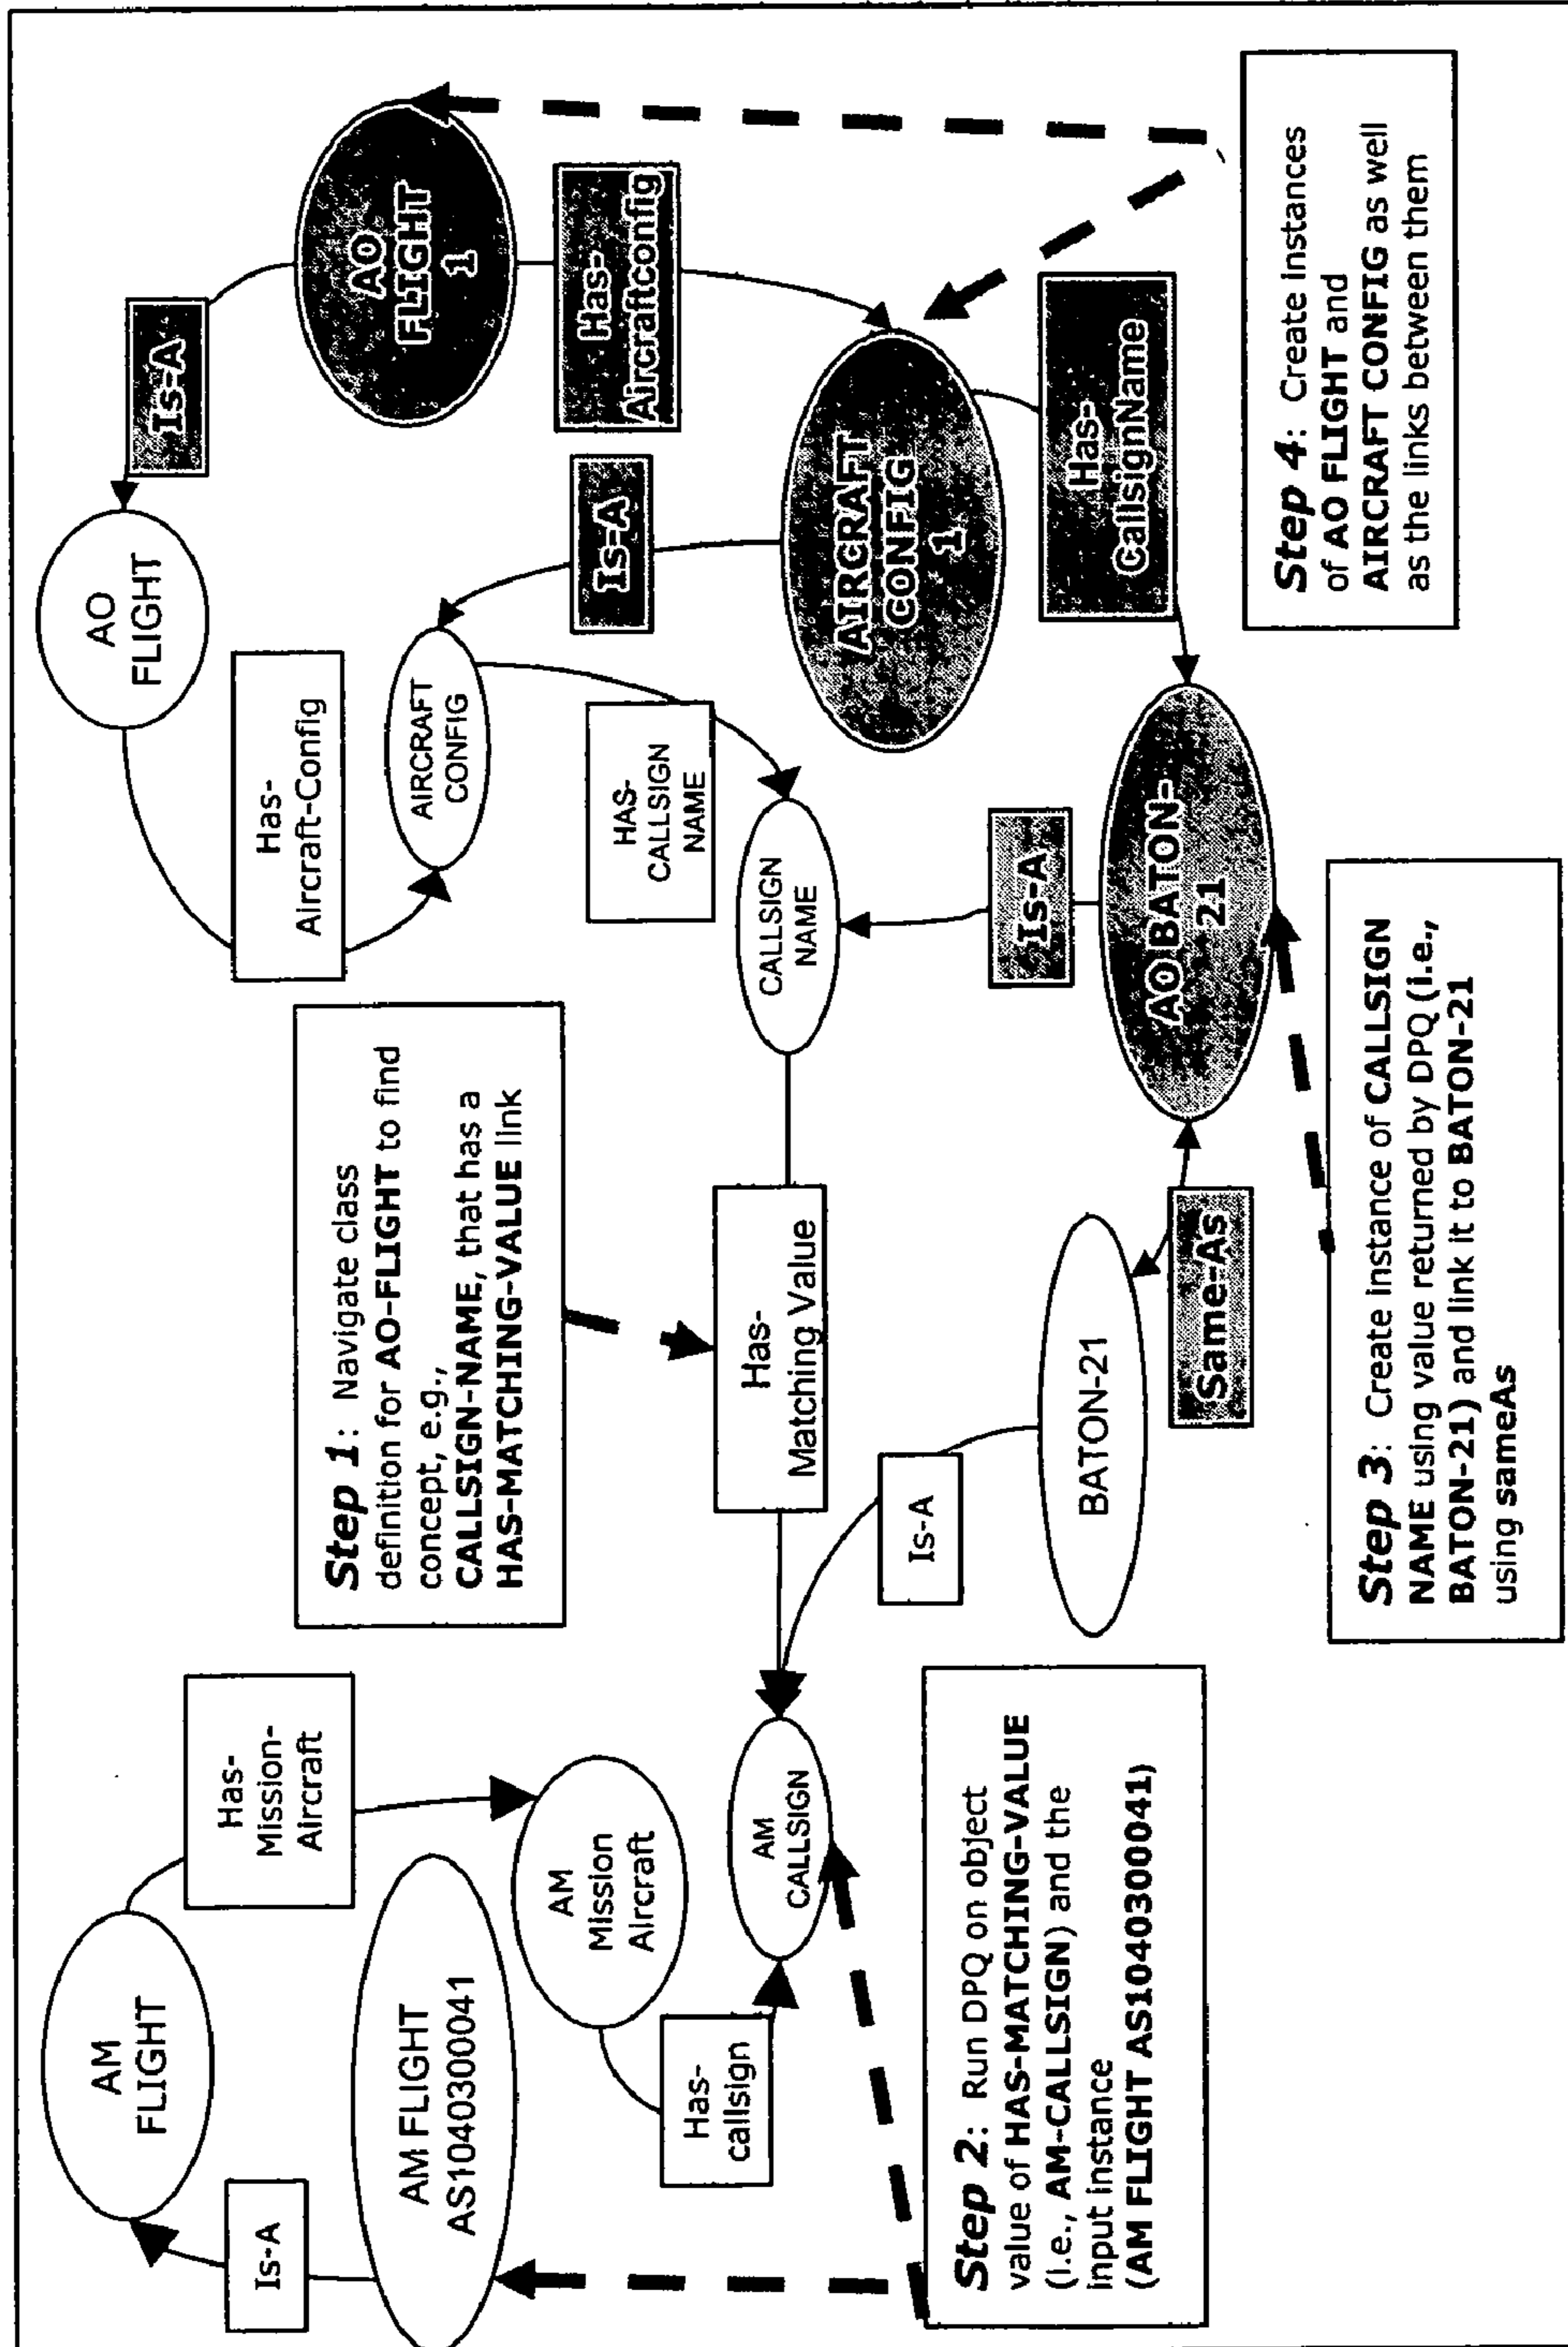 AM
FLIGHT
Has-
Mission-
Aircraft
Is-A
AM FLIGHT
AS1040300041
AM
Mission
Aircraft
Has-
callsign
AM
CALLSIGN
Step 1: Navigate class
definition for AO-FLIGHT to find
concept, e.g.,
CALLSIGN-NAME, that has a
HAS-MATCHING-VALUE link
Has-
Matching Value
AO
FLIGHT
Is-A
AO
FLIGHT
1
Has-
Aircraft-Config
AIRCRAFT
CONFIG
Is-A
Has-
Aircraftconfig
HAS-
CALLSIGN
NAME
CALLSIGN
NAME
AIRCRAFT
CONFIG
1
Has-
CallsignName
Is-A
AO BATON-
21
Is-A
BATON-21
Same-As
Step 2: Run DPQ on object
value of HAS-MATCHING-VALUE
(i.e., AM-CALLSIGN) and the
input instance
(AM FLIGHT AS1040300041)
Step 3: Create instance of CALLSIGN
NAME using value returned by DPQ (i.e.,
BATON-21) and link it to BATON-21
using sameAs
Step 4: Create instances
of AO FLIGHT and
AIRCRAFT CONFIG as well
as the links between them